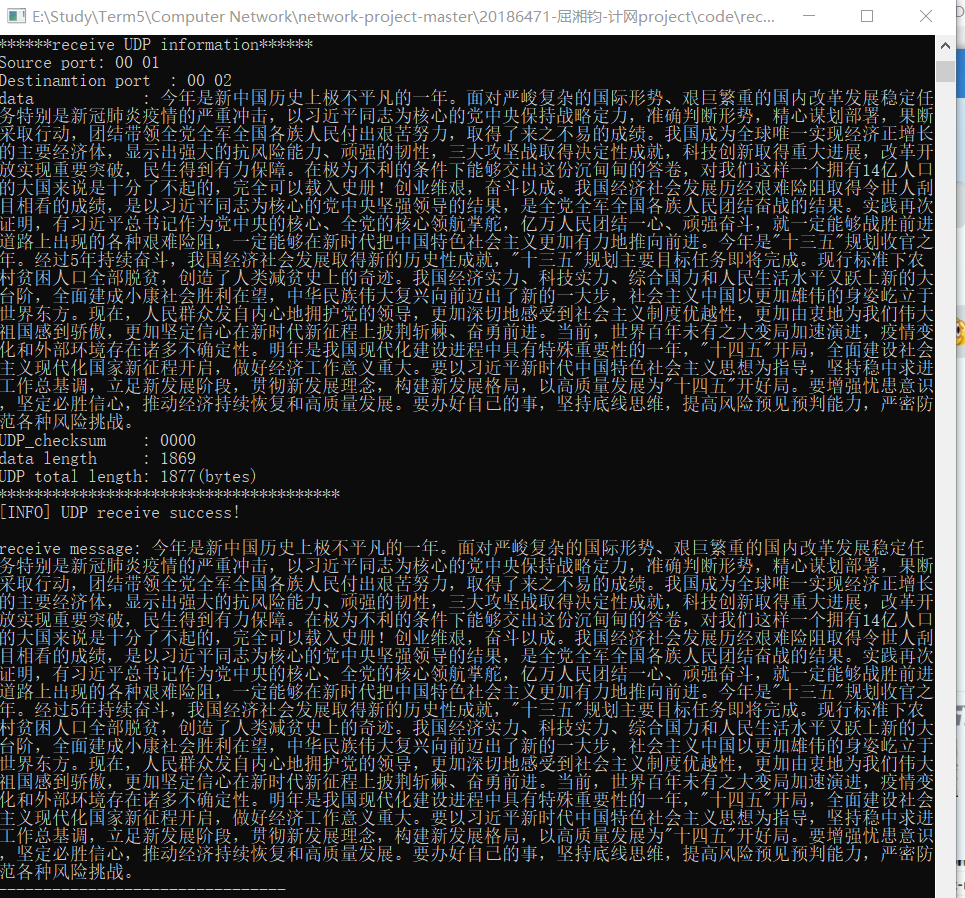 E:\Study\Term5\Computer Network\network-project-master\20186471-屈湘钧-计网project\code\rec...
******receive UDP information******
Source port: 00 01
Destinamtion port  : 00 02
data            : 今年是新中国历史上极不平凡的一年。面对严峻复杂的国际形势、艰巨繁重的国内改革发展稳定任
务特别是新冠肺炎疫情的严重冲击，以习近平同志为核心的党中央保持战略定力，准确判断形势，精心谋划部署，果断
采取行动，团结带领全党全军全国各族人民付出艰苦努力，取得了来之不易的成绩。我国成为全球唯一实现经济正增长
的主要经济体，显示出强大的抗风险能力、顽强的韧性，三大攻坚战取得决定性成就，科技创新取得重大进展，改革开
放实现重要突破，民生得到有力保障。在极为不利的条件下能够交出这份沉甸甸的答卷，对我们这样一个拥有14亿人口
的大国来说是十分了不起的，完全可以载入史册！创业维艰，奋斗以成。我国经济社会发展历经艰难险阻取得令世人刮
目相看的成绩，是以习近平同志为核心的党中央坚强领导的结果，是全党全军全国各族人民团结奋战的结果。实践再次
证明，有习近平总书记作为党中央的核心、全党的核心领航掌舵，亿万人民团结一心、顽强奋斗，就一定能够战胜前进
道路上出现的各种艰难险阻，一定能够在新时代把中国特色社会主义更加有力地推向前进。今年是"十三五"规划收官之
年。经过5年持续奋斗，我国经济社会发展取得新的历史性成就，"十三五"规划主要目标任务即将完成。现行标准下农
村贫困人口全部脱贫，创造了人类减贫史上的奇迹。我国经济实力、科技实力、综合国力和人民生活水平又跃上新的大
台阶，全面建成小康社会胜利在望，中华民族伟大复兴向前迈出了新的一大步，社会主义中国以更加雄伟的身姿屹立于
世界东方。现在，人民群众发自内心地拥护党的领导，更加深切地感受到社会主义制度优越性，更加由衷地为我们伟大
祖国感到骄傲，更加坚定信心在新时代新征程上披荆斩棘、奋勇前进。当前，世界百年未有之大变局加速演进，疫情变
化和外部环境存在诸多不确定性。明年是我国现代化建设进程中具有特殊重要性的一年，"十四五"开局，全面建设社会
主义现代化国家新征程开启，做好经济工作意义重大。要以习近平新时代中国特色社会主义思想为指导，坚持稳中求进
工作总基调，立足新发展阶段，贯彻新发展理念，构建新发展格局，以高质量发展为"十四五"开好局。要增强忧患意识
，坚定必胜信心，推动经济持续恢复和高质量发展。要办好自己的事，坚持底线思维，提高风险预见预判能力，严密防
范各种风险挑战。
UDP_checksum    : 0000
data length     : 1869
UDP total length: 1877(bytes)
**************************************
[INFO] UDP receive success!
receive message: 今年是新中国历史上极不平凡的一年。面对严峻复杂的国际形势、艰巨繁重的国内改革发展稳定任
务特别是新冠肺炎疫情的严重冲击，以习近平同志为核心的党中央保持战略定力，准确判断形势，精心谋划部署，果断
采取行动，团结带领全党全军全国各族人民付出艰苦努力，取得了来之不易的成绩。我国成为全球唯一实现经济正增长
的主要经济体，显示出强大的抗风险能力、顽强的韧性，三大攻坚战取得决定性成就，科技创新取得重大进展，改革开
放实现重要突破，民生得到有力保障。在极为不利的条件下能够交出这份沉甸甸的答卷，对我们这样一个拥有14亿人口
的大国来说是十分了不起的，完全可以载入史册！创业维艰，奋斗以成。我国经济社会发展历经艰难险阻取得令世人刮
目相看的成绩，是以习近平同志为核心的党中央坚强领导的结果，是全党全军全国各族人民团结奋战的结果。实践再次
证明，有习近平总书记作为党中央的核心、全党的核心领航掌舵，亿万人民团结一心、顽强奋斗，就一定能够战胜前进
道路上出现的各种艰难险阻，一定能够在新时代把中国特色社会主义更加有力地推向前进。今年是"十三五"规划收官之
年。经过5年持续奋斗，我国经济社会发展取得新的历史性成就，"十三五"规划主要目标任务即将完成。现行标准下农
村贫困人口全部脱贫，创造了人类减贫史上的奇迹。我国经济实力、科技实力、综合国力和人民生活水平又跃上新的大
台阶，全面建成小康社会胜利在望，中华民族伟大复兴向前迈出了新的一大步，社会主义中国以更加雄伟的身姿屹立于
世界东方。现在，人民群众发自内心地拥护党的领导，更加深切地感受到社会主义制度优越性，更加由衷地为我们伟大
祖国感到骄傲，更加坚定信心在新时代新征程上披荆斩棘、奋勇前进。当前，世界百年未有之大变局加速演进，疫情变
化和外部环境存在诸多不确定性。明年是我国现代化建设进程中具有特殊重要性的一年，"十四五"开局，全面建设社会
主义现代化国家新征程开启，做好经济工作意义重大。要以习近平新时代中国特色社会主义思想为指导，坚持稳中求进
工作总基调，立足新发展阶段，贯彻新发展理念，构建新发展格局，以高质量发展为"十四五"开好局。要增强忧患意识
，坚定必胜信心，推动经济持续恢复和高质量发展。要办好自己的事，坚持底线思维，提高风险预见预判能力，严密防
范各种风险挑战。
--------------------------------